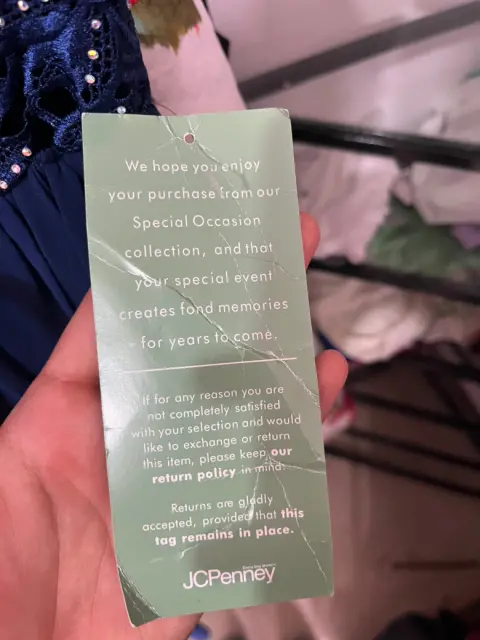 We hope you enjoy
your purchase from our
Special Occasion
collection, and that
your special event
creates fond memories
for years to come.
If for any reason you are
not completely satisfied
with your selection and would
like to exchange or return
this item, please keep our
return policy in mind.
Returns are gladly
accepted, provided that this
tag remains in place.
JCPenney